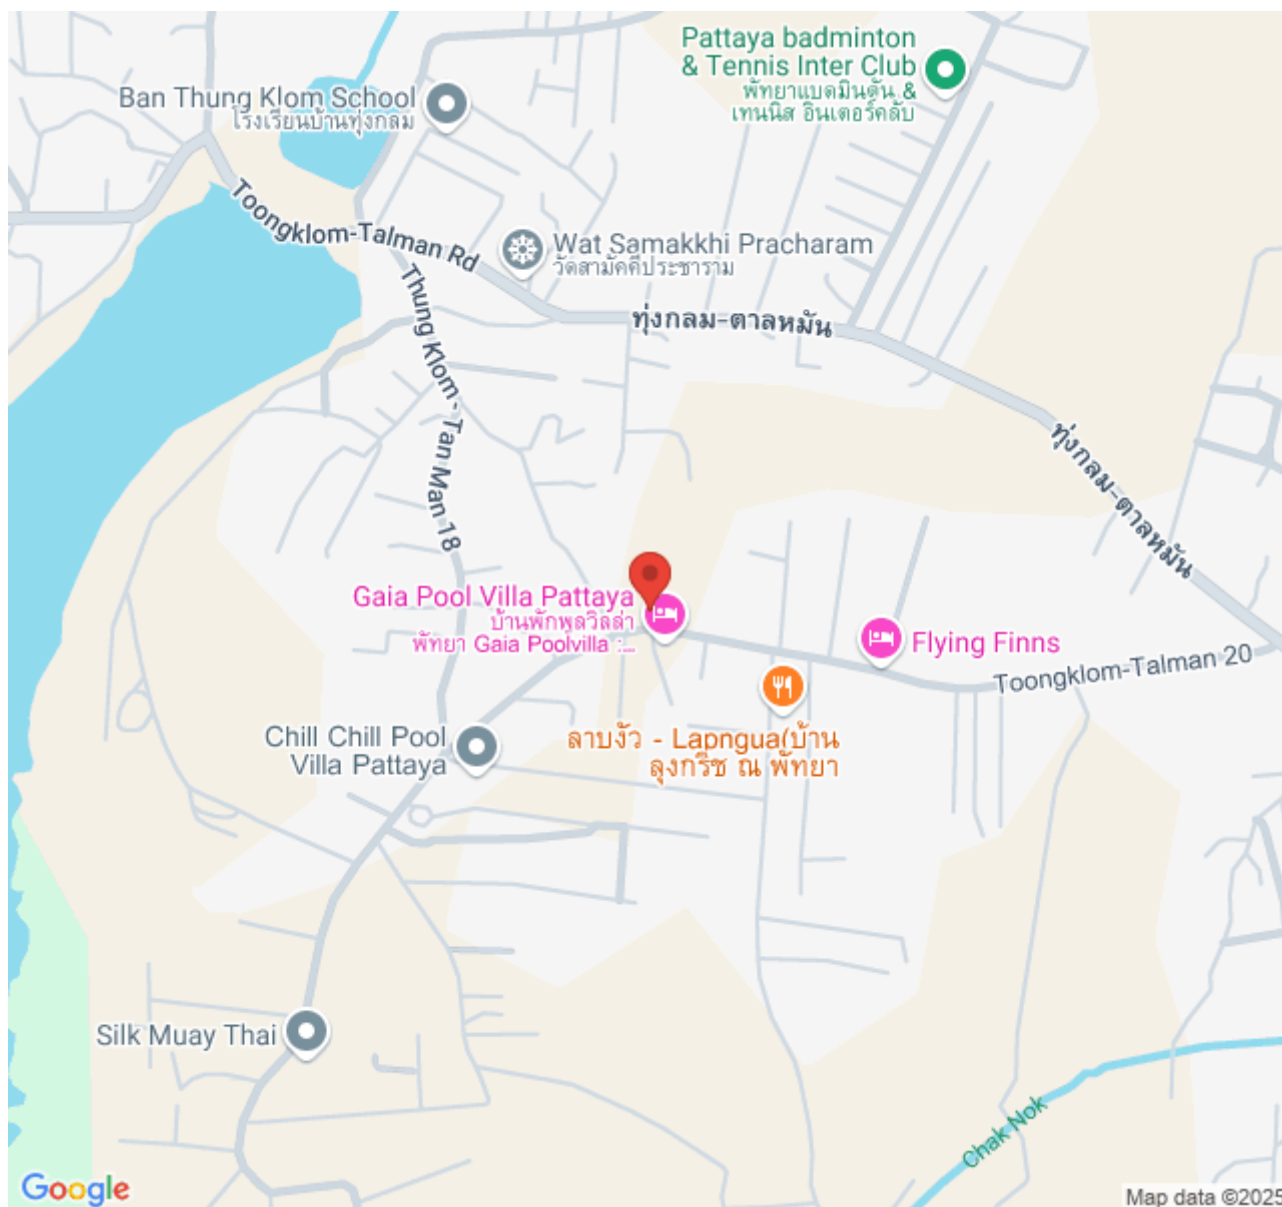 Pattaya badminton
& Tennis Inter Club
พัทยาแบดมินตัน &
เทนนิส อินเตอร์คลับ
Ban Thung Klom School
โรงเรียนบ้านทุ่งกลม
Toongklom-Talman Rd
Wat Samakkhi Pracharam
วัดสามัคคีประชาราม
ทุ่งกลม-ตาลหมัน
Thung Klom - Tan Man 18
ทุ่งกลม-ตาลหมัน
Gaia Pool Villa Pattaya
บ้านพักพูลวิลล่า
พัทยา Gaia Poolvilla :...
Flying Finns
Toongklom-Talman 20
Chill Chill Pool
Villa Pattaya
ลาบงัว - Lapngua(บ้าน
ลุงกริช ณ พัทยา
Silk Muay Thai
Chak Nok
Google
Map data ©2025